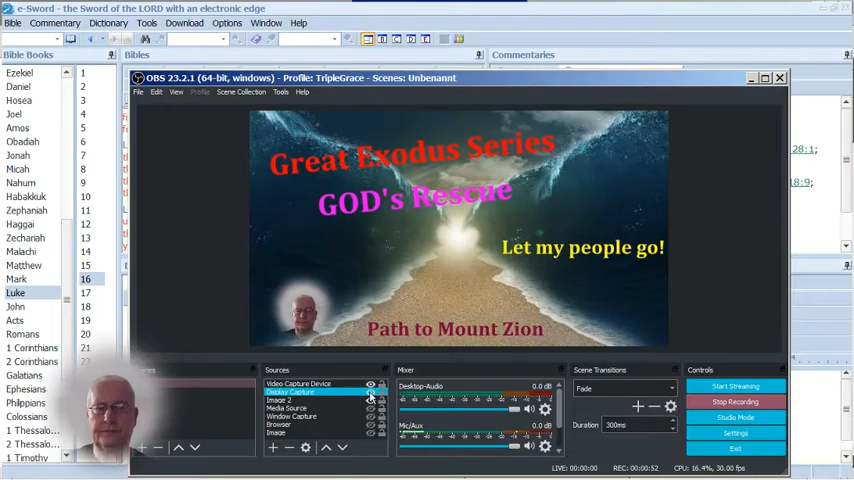 e-Sword - the Sword of the LORD with an electronic edge
Bible Commentary Dictionary Tools Download Options Window Help
B C D E
Bible Books Bibles Commentaries
Ezekiel 1
Daniel 2
Hosea 3
Joel 4
Amos 5
Obadiah 6
Jonah 7
Micah 8
Nahum 9
Habakkuk 10
Zephaniah 11
Haggai 12
Zechariah 13
Malachi 14
Matthew 15
Mark 16
Luke 17
John 18
Acts 19
Romans 20
1 Corinthians 21
2 Corinthians 22
Galatians 23
Ephesians 24
Philippians
Colossians
1 Thessalo
2 Thessalo
1 Timothy
28:1;
18:9;
OBS 23.2.1 (64-bit, windows) - Profile: TripleGrace - Scenes: Unbenannt
File Edit View Profile Scene Collection Tools Help
Great Exodus Series
GOD's Rescue
Let my people go!
Path to Mount Zion
Sources
Video Capture Device
Display Capture
Image 2
Media Source
Window Capture
Browser
Image
Mixer
Desktop-Audio 0.0 dB
Mic/Aux 0.0 dB
Scene Transitions
Fade
Duration 300ms
Controls
Start Streaming
Stop Recording
Studio Mode
Settings
Exit
LIVE: 00:00:00 REC: 00:00:52 CPU: 16.4%, 30.00 fps